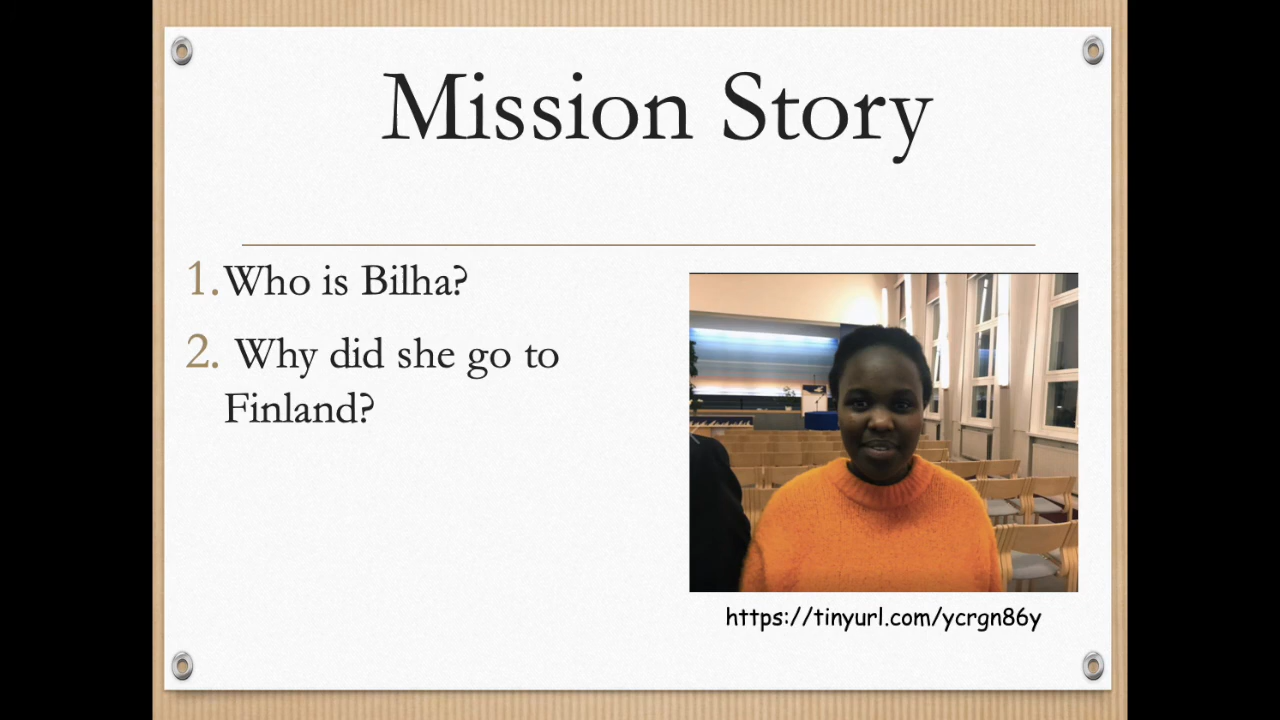 Mission Story
1. Who is Bilha?
2. Why did she go to
Finland?
https://tinyurl.com/ycrgn86y